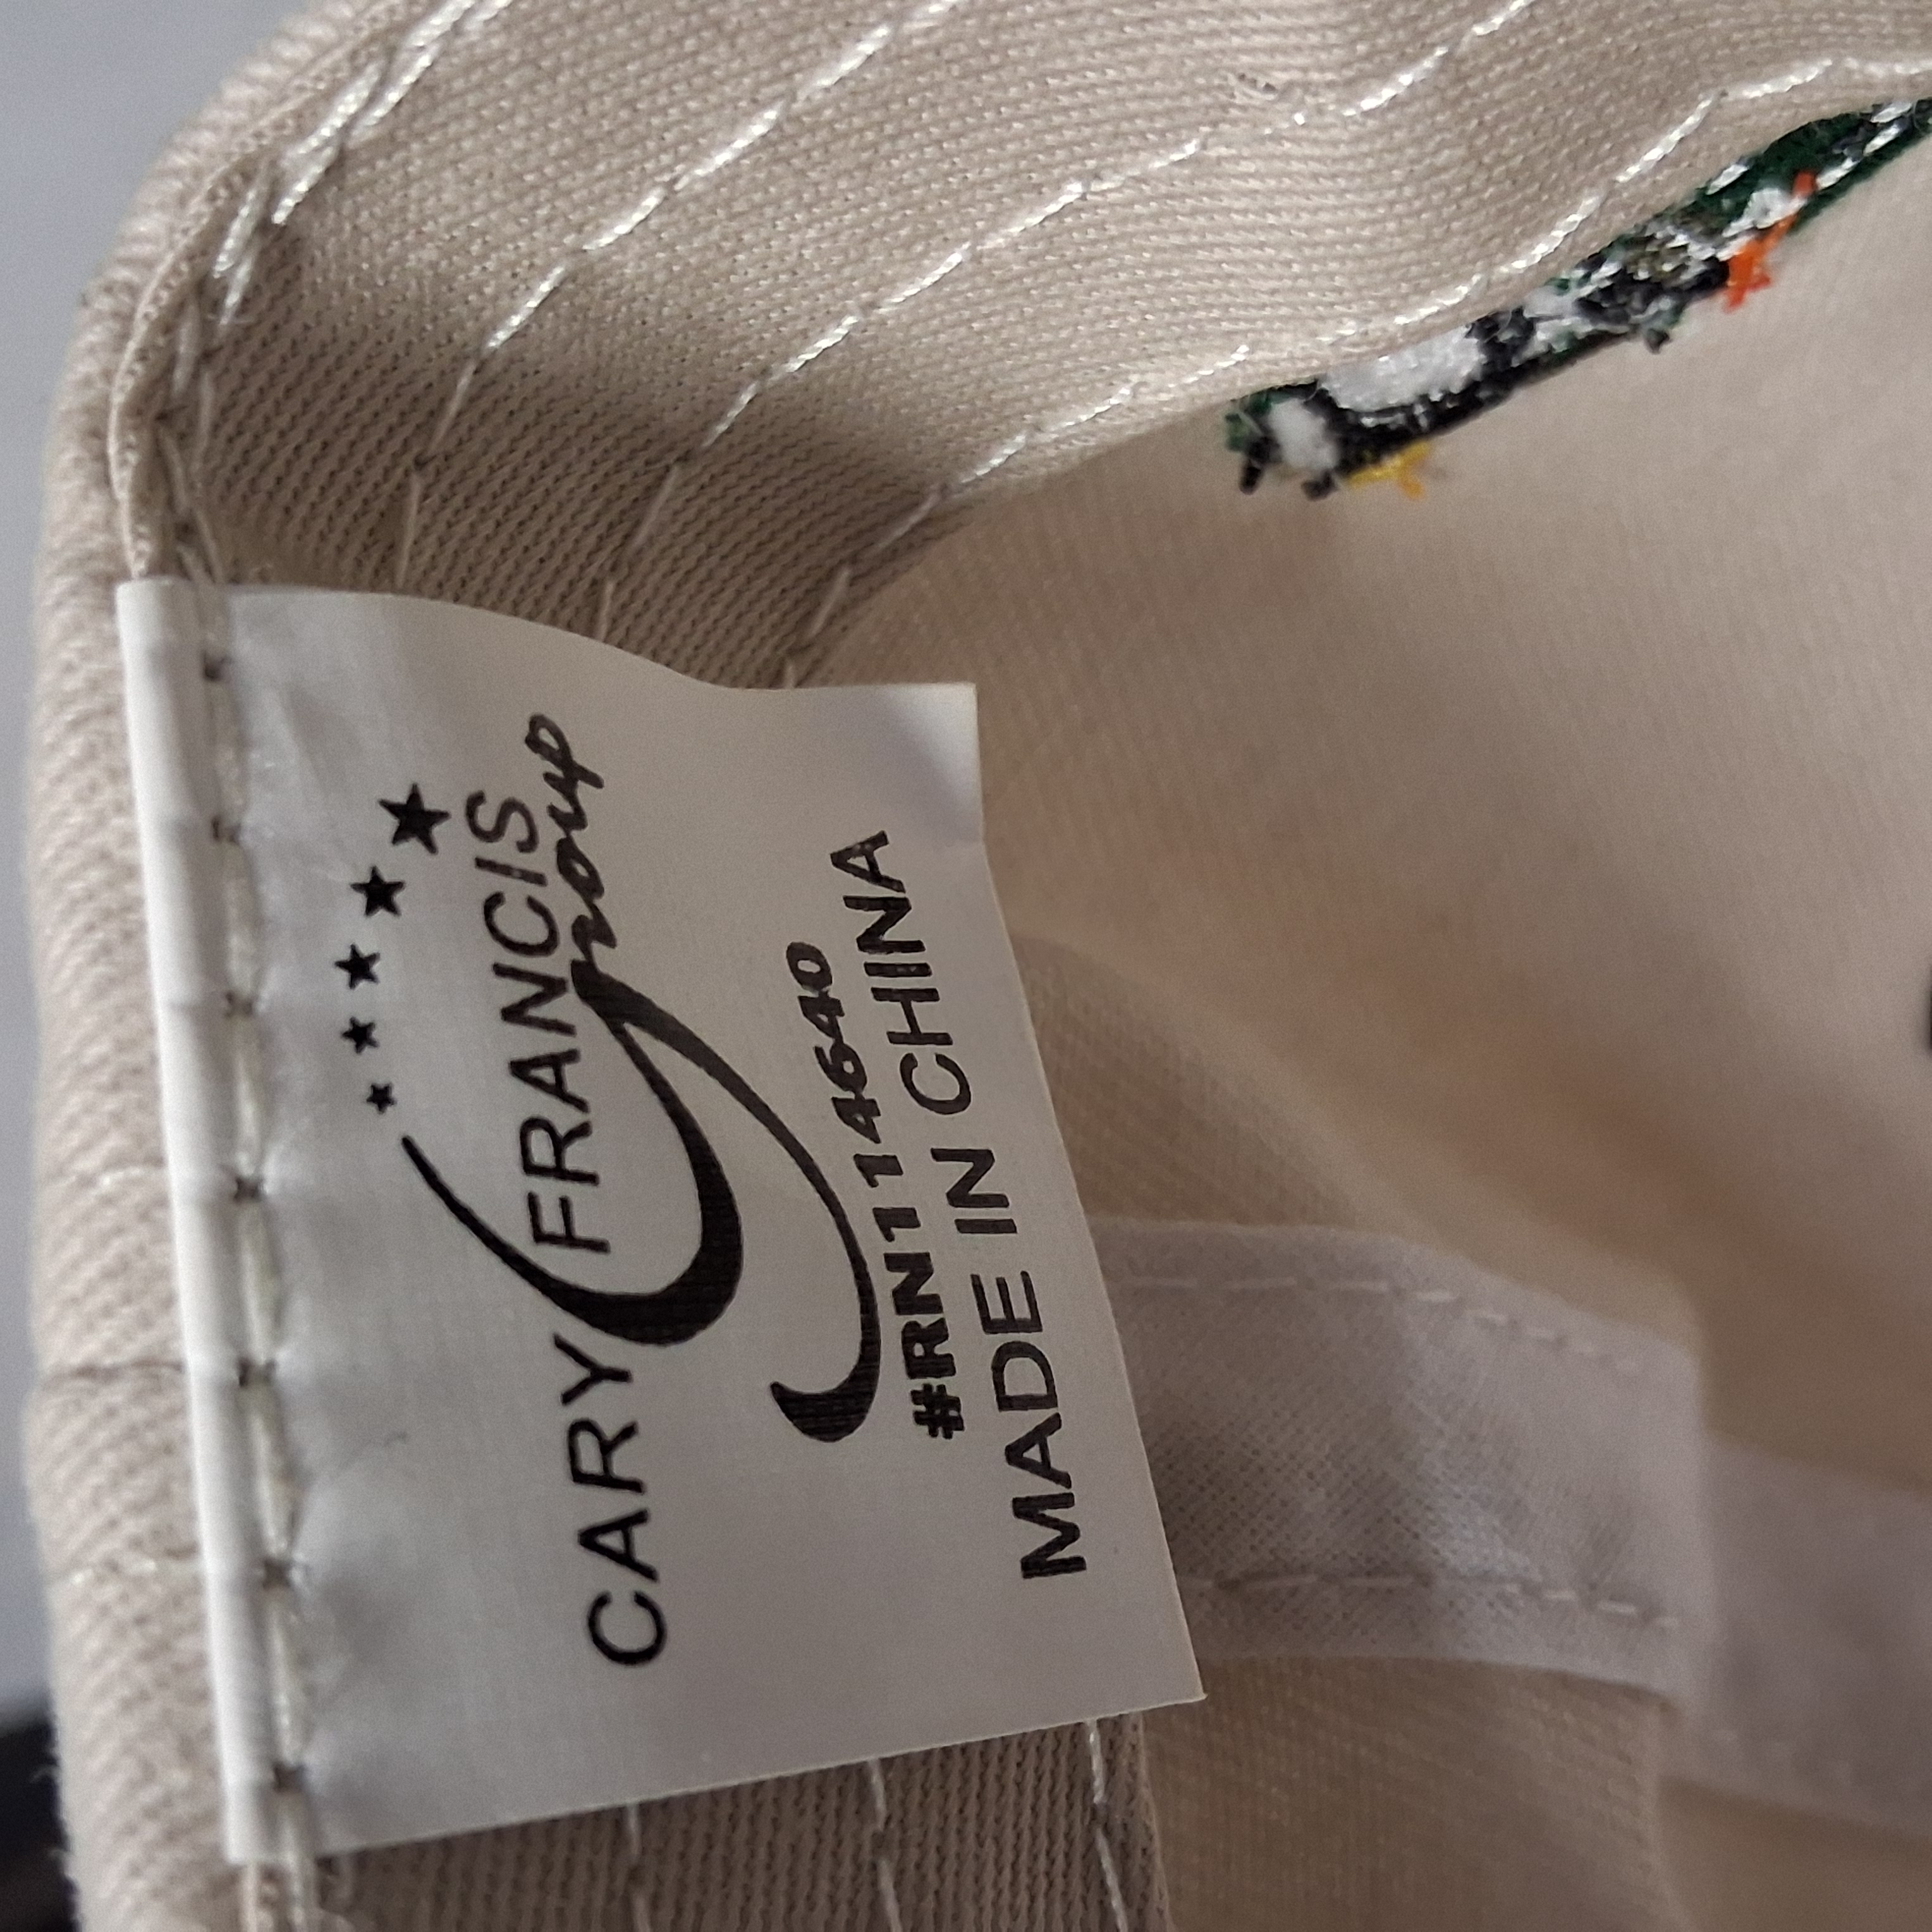 CARY FRANCIS
Group
#RN114640
MADE IN CHINA